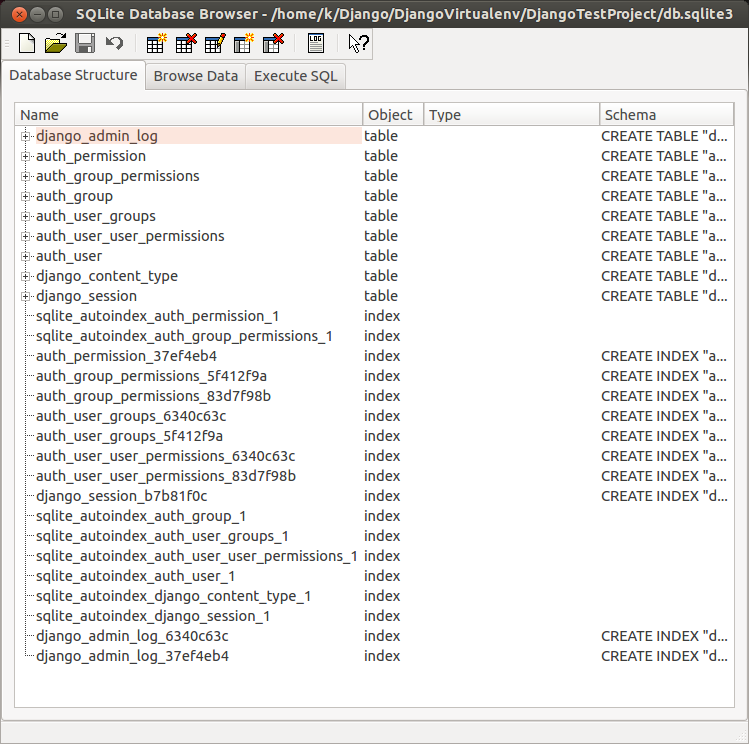 SQLite Database Browser - /home/k/Django/DjangoVirtualenv/DjangoTestProject/db.sqlite3
LOG
Database Structure Browse Data Execute SQL
Name Object Type Schema
django_admin_log table CREATE TABLE "d...
auth_permission table CREATE TABLE "a...
auth_group_permissions table CREATE TABLE "a...
auth_group table CREATE TABLE "a...
auth_user_groups table CREATE TABLE "a...
auth_user_user_permissions table CREATE TABLE "a...
auth_user table CREATE TABLE "a...
django_content_type table CREATE TABLE "d...
django_session table CREATE TABLE "d...
sqlite_autoindex_auth_permission_1 index
sqlite_autoindex_auth_group_permissions_1 index
auth_permission_37ef4eb4 index CREATE INDEX "a...
auth_group_permissions_5f412f9a index CREATE INDEX "a...
auth_group_permissions_83d7f98b index CREATE INDEX "a...
auth_user_groups_6340c63c index CREATE INDEX "a...
auth_user_groups_5f412f9a index CREATE INDEX "a...
auth_user_user_permissions_6340c63c index CREATE INDEX "a...
auth_user_user_permissions_83d7f98b index CREATE INDEX "a...
django_session_b7b81f0c index CREATE INDEX "d...
sqlite_autoindex_auth_group_1 index
sqlite_autoindex_auth_user_groups_1 index
sqlite_autoindex_auth_user_user_permissions_1 index
sqlite_autoindex_auth_user_1 index
sqlite_autoindex_django_content_type_1 index
sqlite_autoindex_django_session_1 index
django_admin_log_6340c63c index CREATE INDEX "d...
django_admin_log_37ef4eb4 index CREATE INDEX "d...